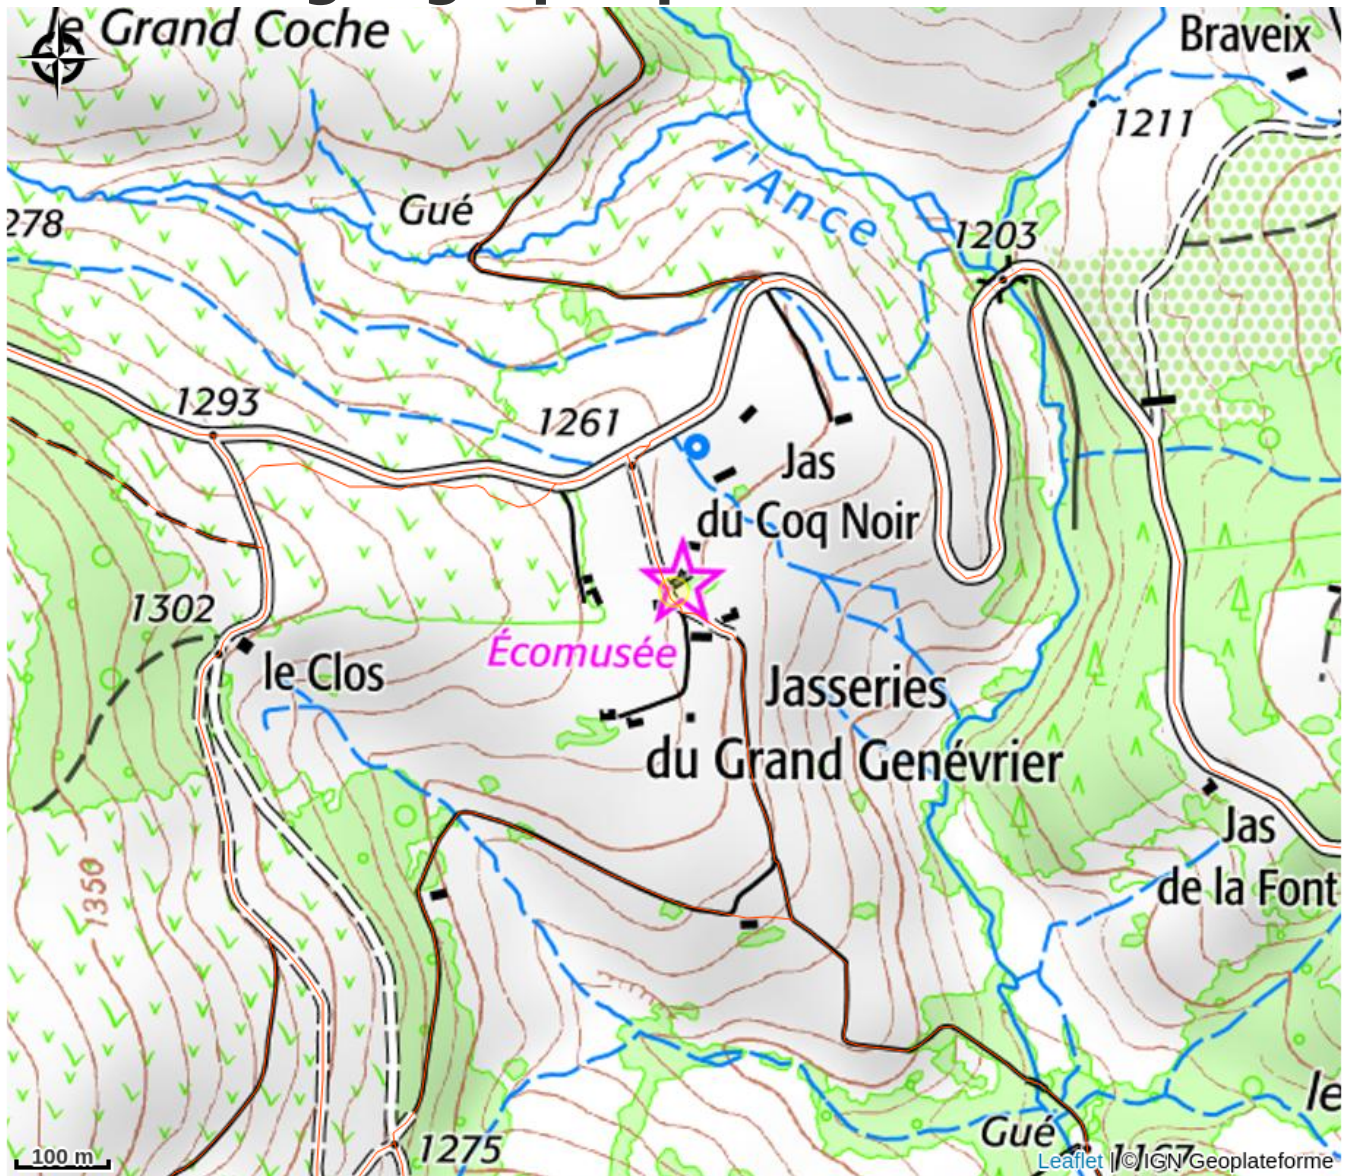 le Grand Coche
Braveix
1211
l'Ance
Gué
278
1203
1293
1261
Jas
du Coq Noir
1302
Écomusée
le Clos
Jasseries
du Grand Genévrier
Jas
de la Font
1350
le
Gué
1275
1167
100 m
Leaflet | © IGN Geoplateforme